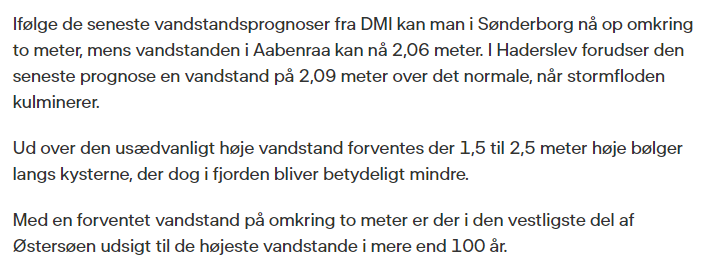 Ifølge de seneste vandstandsprognoser fra DMI kan man i Sønderborg nå op omkring
to meter, mens vandstanden i Aabenraa kan nå 2,06 meter. I Haderslev forudser den
seneste prognose en vandstand på 2,09 meter over det normale, når stormfloden
kulminerer.
Ud over den usædvanligt høje vandstand forventes der 1,5 til 2,5 meter høje bølger
langs kysterne, der dog i fjorden bliver betydeligt mindre.
Med en forventet vandstand på omkring to meter er der i den vestligste del af
Østersøen udsigt til de højeste vandstande i mere end 100 år.